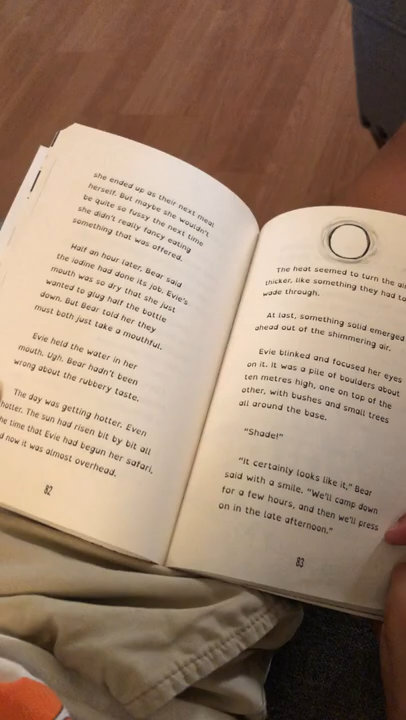 she ended up as their next meal
herself. But maybe she wouldn't
be quite so fussy the next time
she didn't really fancy eating
something that was offered.
Half an hour later, Bear said
the iodine had done its job. Evie's
mouth was so dry that she just
wanted to glug half the bottle
down. But Bear told her they
must both just take a mouthful.
Evie held the water in her
mouth. Ugh. Bear hadn't been
wrong about the rubbery taste.
The day was getting hotter. Even
hotter. The sun had risen bit by bit all
the time that Evie had begun her safari,
d now it was almost overhead.
82
The heat seemed to turn the air
thicker, like something they had to
wade through.
At last, something solid emerged
ahead out of the shimmering air.
Evie blinked and focused her eyes
on it. It was a pile of boulders about
ten metres high, one on top of the
other, with bushes and small trees
all around the base.
"Shade!"
"It certainly looks like it," Bear
said with a smile. "We'll camp down
for a few hours, and then we'll press
on in the late afternoon."
83